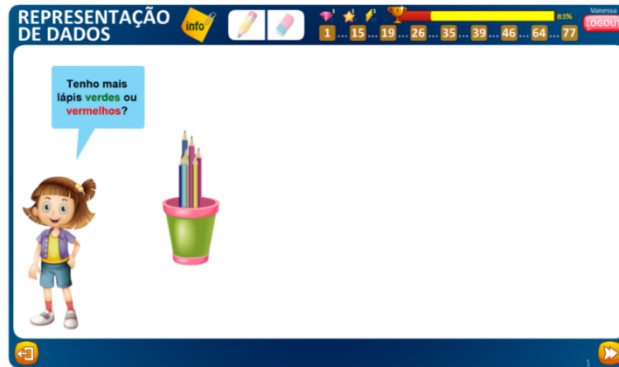 REPRESENTAÇÃO
DE DADOS
info
1 ... 15 ... 19 ... 26 ... 35 ... 39 ... 46 ... 64 ... 77
83%
Vanessa
LOGOUT
Tenho mais
lápis verdes ou
vermelhos?